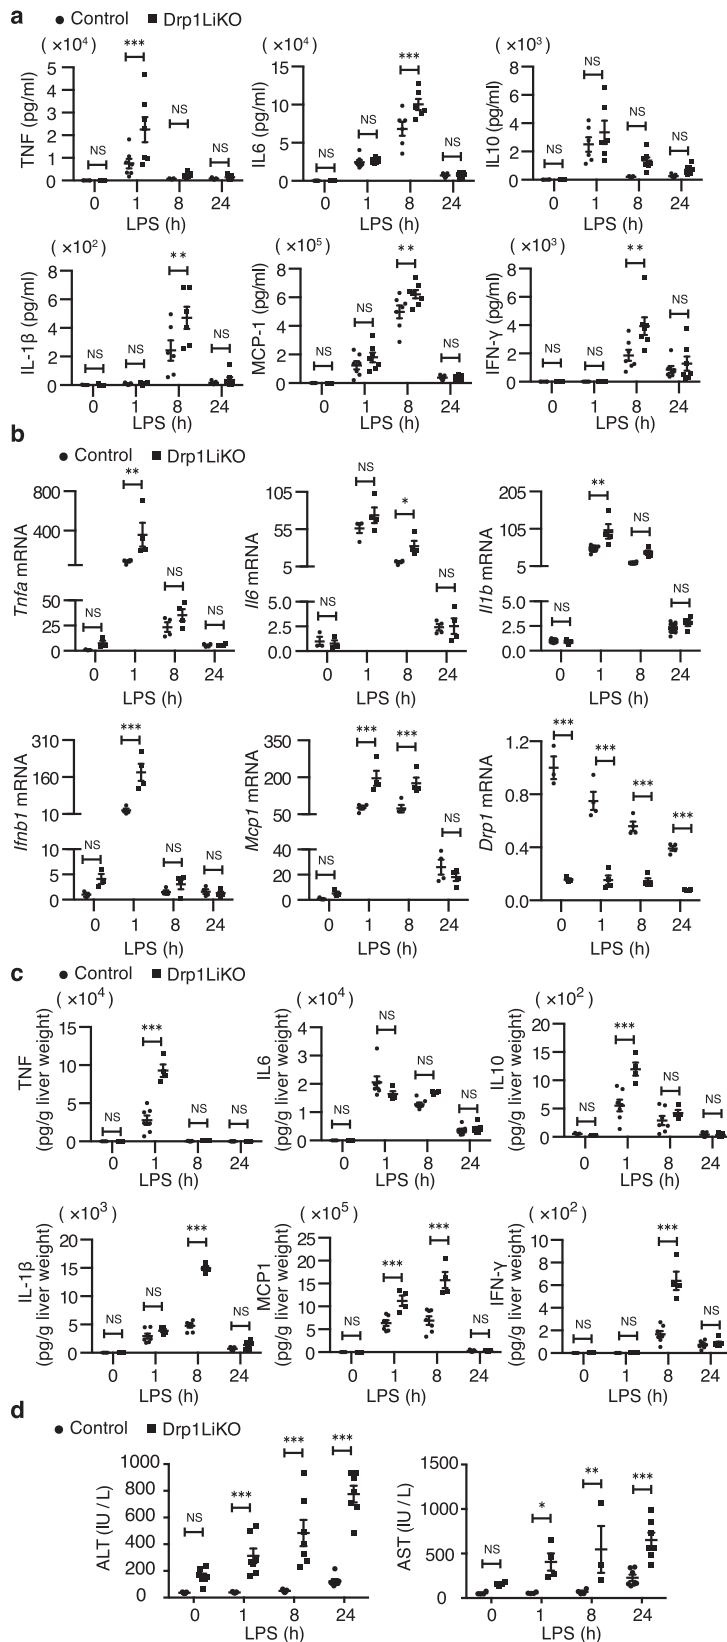 a
● Control ■ Drp1LiKO
(×10⁴)
TNF (pg/ml)
8
6
5
4
3
2
1
0
NS
***
NS
NS
0 1 8 24
LPS (h)
(×10⁴)
IL6 (pg/ml)
15
10
5
0
NS
NS
***
NS
0 1 8 24
LPS (h)
(×10³)
IL10 (pg/ml)
8
6
4
2
0
NS
NS
NS
NS
0 1 8 24
LPS (h)
(×10²)
IL-1β (pg/ml)
8
6
4
2
0
NS
NS
**
NS
0 1 8 24
LPS (h)
(×10⁵)
MCP-1 (pg/ml)
8
6
4
2
0
NS
NS
**
NS
0 1 8 24
LPS (h)
(×10³)
IFN-γ (pg/ml)
8
6
4
2
0
NS
NS
**
NS
0 1 8 24
LPS (h)
b
● Control ■ Drp1LiKO
Tnfa mRNA
800
400
50
25
0
NS
**
NS
NS
0 1 8 24
LPS (h)
Il6 mRNA
105
55
5
5.0
2.5
0.0
NS
NS
*
NS
0 1 8 24
LPS (h)
Il1b mRNA
205
105
5
5.0
2.5
0.0
NS
**
NS
NS
0 1 8 24
LPS (h)
Ifnb1 mRNA
310
160
10
10
5
0
NS
***
NS
NS
0 1 8 24
LPS (h)
Mcp1 mRNA
350
200
50
40
20
0
NS
***
***
NS
0 1 8 24
LPS (h)
Drp1 mRNA
1.2
0.8
0.4
0.0
***
***
***
***
0 1 8 24
LPS (h)
c
● Control ■ Drp1LiKO
(×10⁴)
TNF
(pg/g liver weight)
15
10
5
0
NS
***
NS
NS
0 1 8 24
LPS (h)
(×10⁴)
IL6
(pg/g liver weight)
4
3
2
1
0
NS
NS
NS
NS
0 1 8 24
LPS (h)
(×10²)
IL10
(pg/g liver weight)
20
15
10
5
0
NS
***
NS
NS
0 1 8 24
LPS (h)
(×10³)
IL-1β
(pg/g liver weight)
20
15
10
5
0
NS
NS
***
NS
0 1 8 24
LPS (h)
(×10⁵)
MCP1
(pg/g liver weight)
25
20
15
10
5
0
NS
***
***
NS
0 1 8 24
LPS (h)
(×10²)
IFN-γ
(pg/g liver weight)
10
8
6
4
2
0
NS
NS
***
NS
0 1 8 24
LPS (h)
d
● Control ■ Drp1LiKO
ALT (IU / L)
1000
800
600
400
200
0
NS
***
***
***
0 1 8 24
LPS (h)
AST (IU / L)
1500
1000
500
0
NS
*
**
***
0 1 8 24
LPS (h)